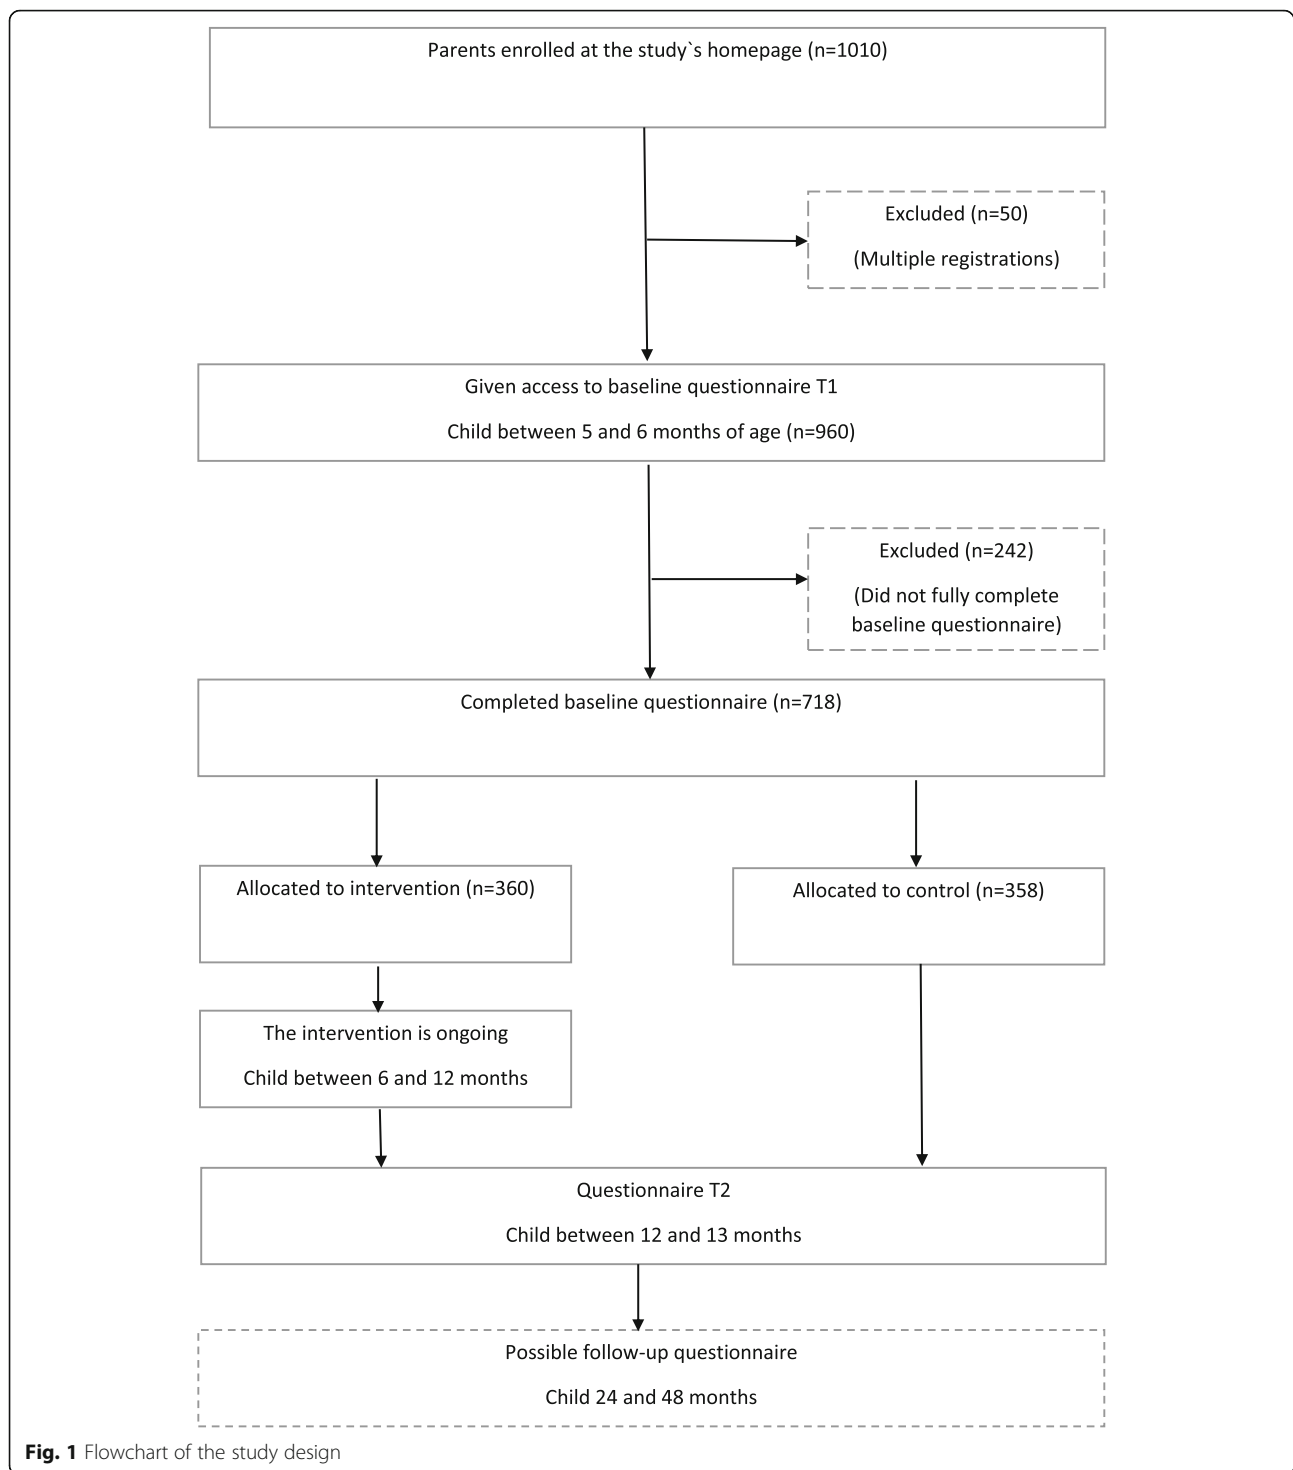 Parents enrolled at the study`s homepage (n=1010)
Excluded (n=50)
(Multiple registrations)
Given access to baseline questionnaire T1
Child between 5 and 6 months of age (n=960)
Excluded (n=242)
(Did not fully complete
baseline questionnaire)
Completed baseline questionnaire (n=718)
Allocated to intervention (n=360)
Allocated to control (n=358)
The intervention is ongoing
Child between 6 and 12 months
Questionnaire T2
Child between 12 and 13 months
Possible follow-up questionnaire
Child 24 and 48 months
Fig. 1 Flowchart of the study design